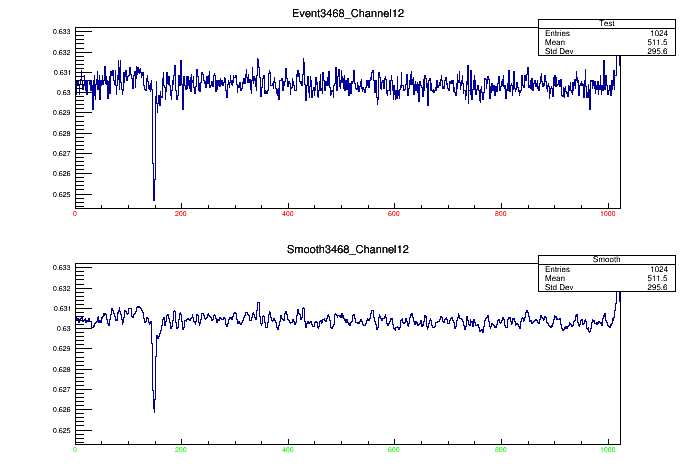 Event3468_Channel12
Test
Entries 1024
Mean 511.5
Std Dev 295.6
0.633
0.632
0.631
0.63
0.629
0.628
0.627
0.626
0.625
0 200 400 600 800 1000
Smooth3468_Channel12
Smooth
Entries 1024
Mean 511.5
Std Dev 295.6
0.633
0.632
0.631
0.63
0.629
0.628
0.627
0.626
0.625
0 200 400 600 800 1000